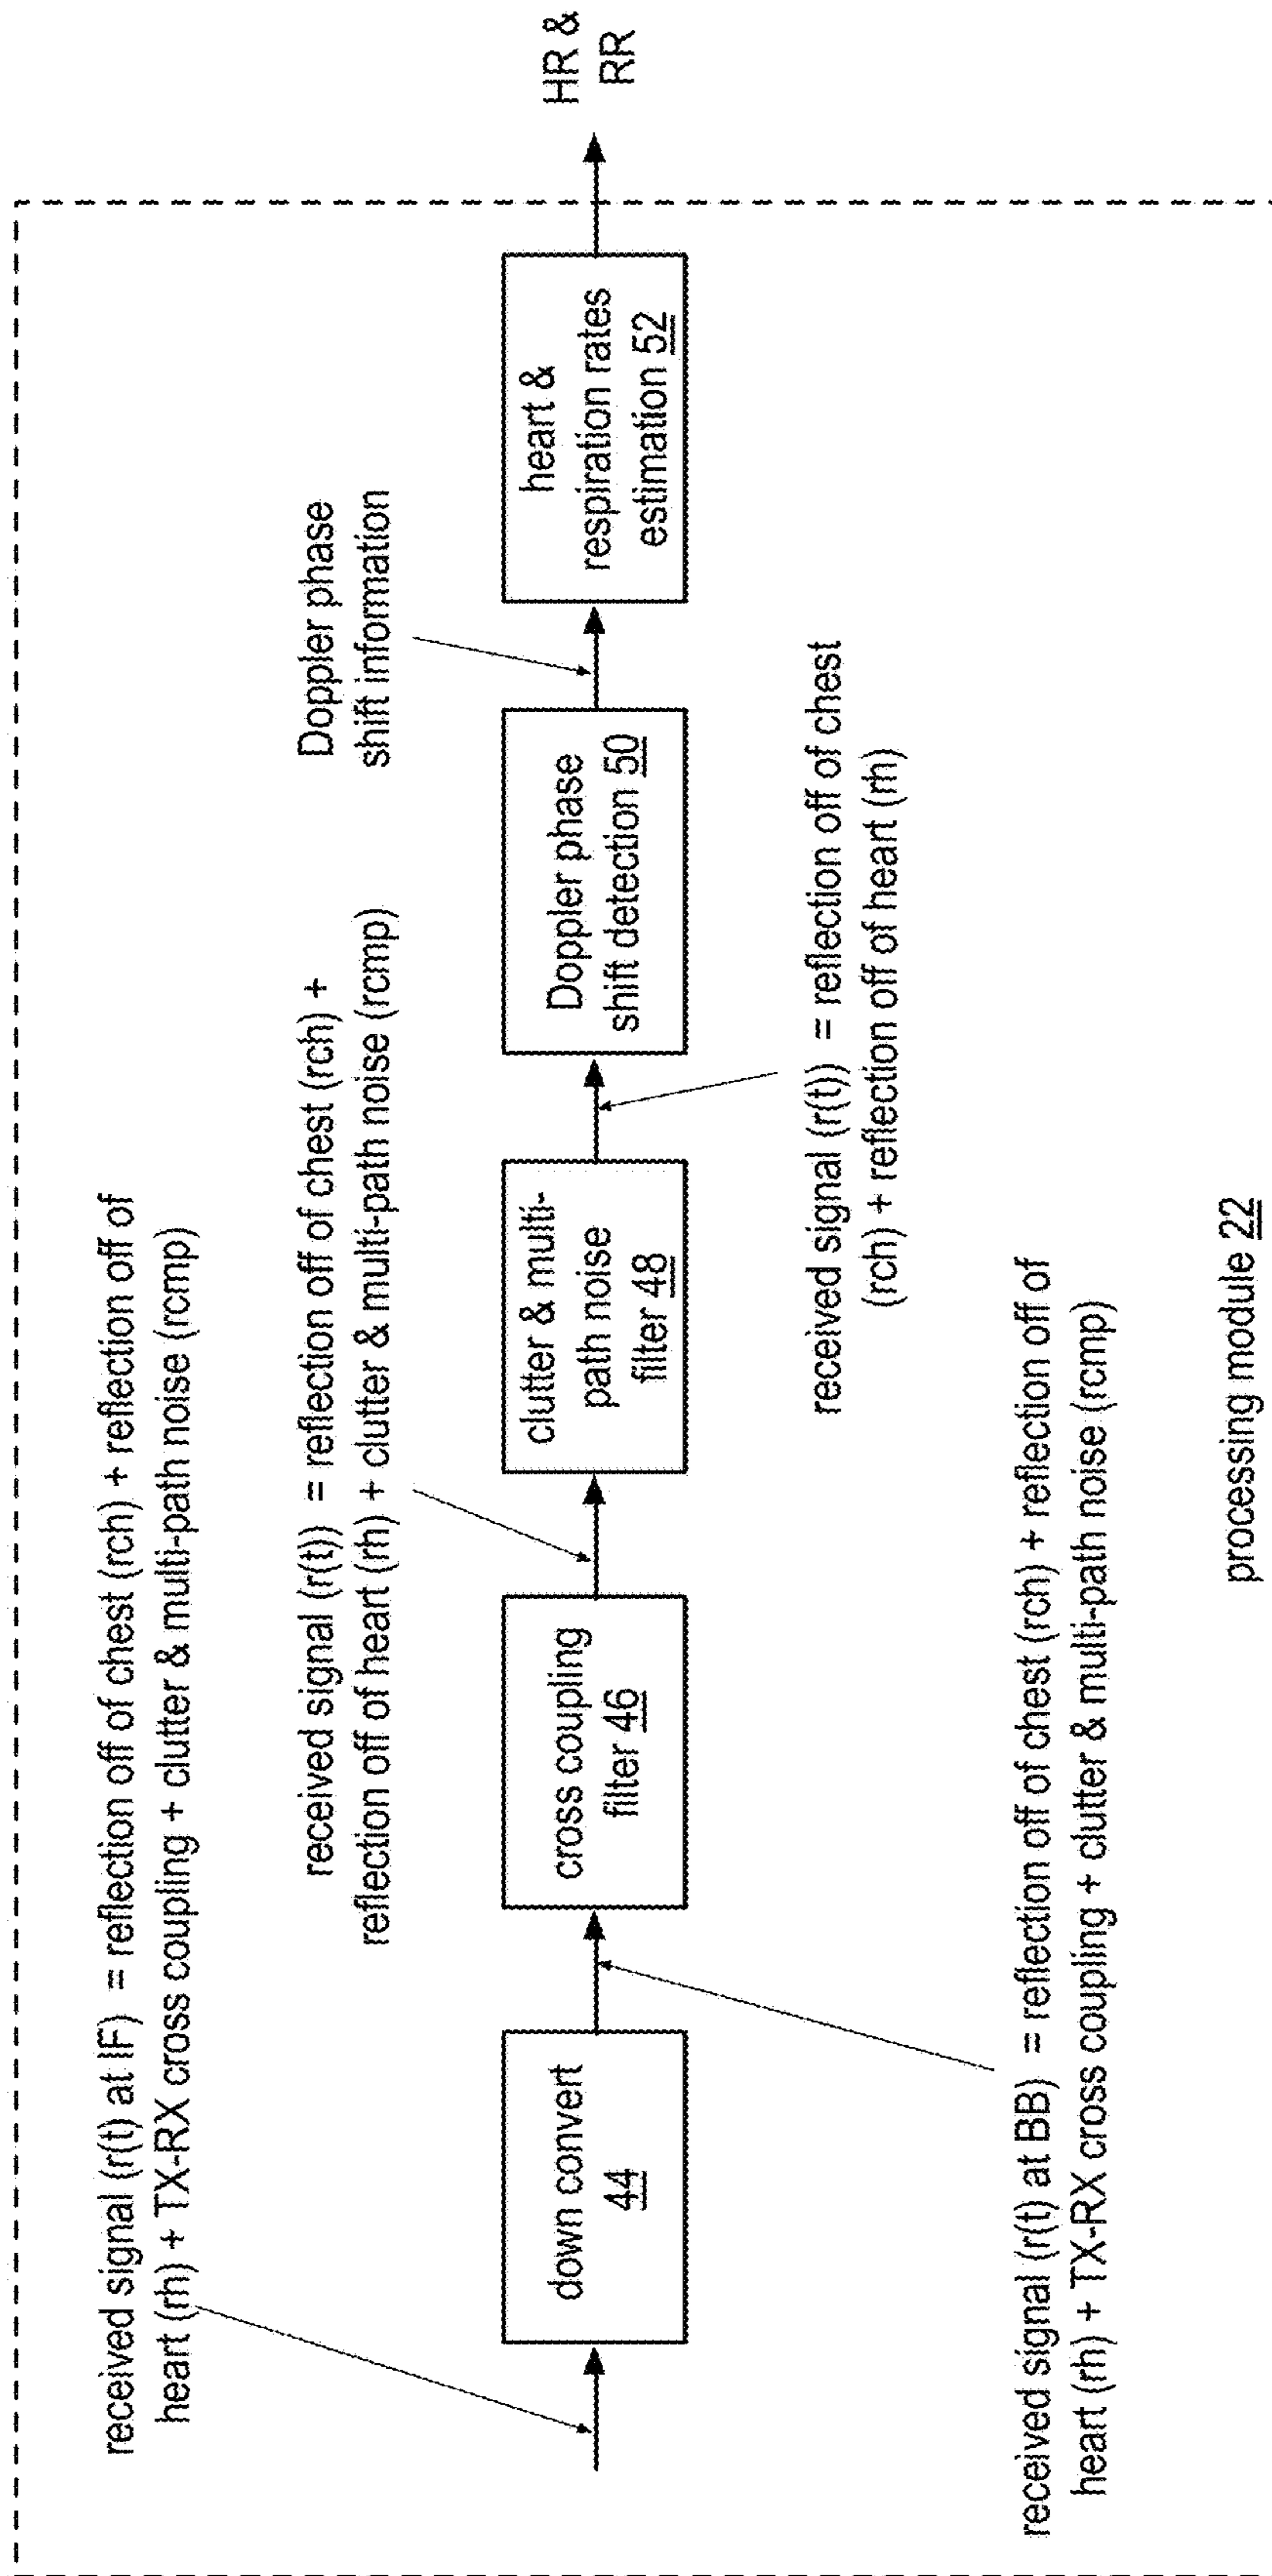 received signal (r(t) at IF)  = reflection off of chest (rch) + reflection off of
heart (rh) + TX-RX cross coupling + clutter & multi-path noise (rcmp)
received signal (r(t))  = reflection off of chest (rch) +
reflection off of heart (rh) + clutter & multi-path noise (rcmp)
Doppler phase
shift information
down convert
44
cross coupling
filter 46
clutter & multi-
path noise
filter 48
Doppler phase
shift detection 50
heart &
respiration rates
estimation 52
HR &
RR
received signal (r(t))  = reflection off of chest
(rch) + reflection off of heart (rh)
received signal (r(t) at BB)  = reflection off of chest (rch) + reflection off of
heart (rh) + TX-RX cross coupling + clutter & multi-path noise (rcmp)
processing module 22